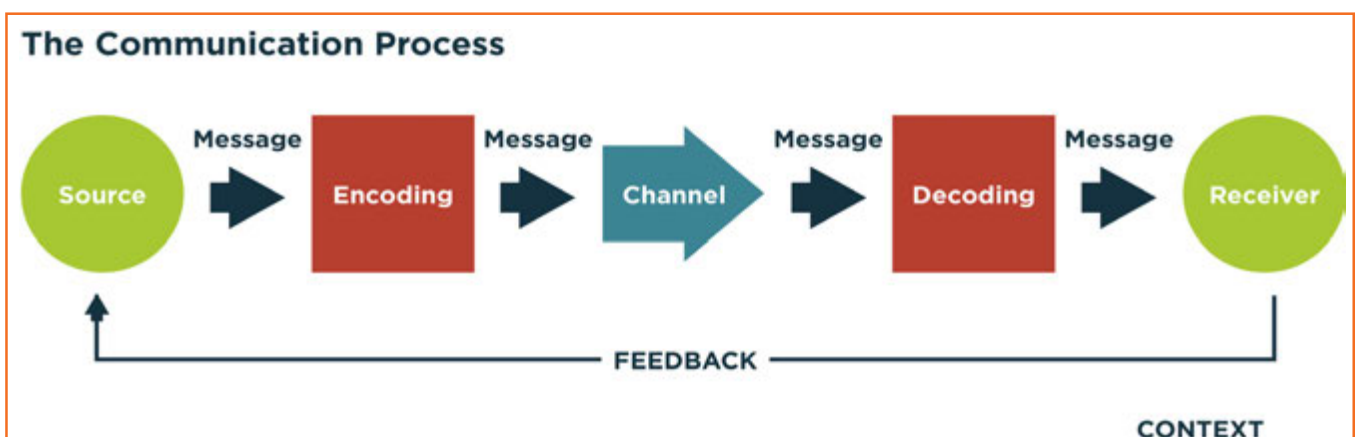 The Communication Process
Message Message Message Message
Source Encoding Channel Decoding Receiver
FEEDBACK
CONTEXT